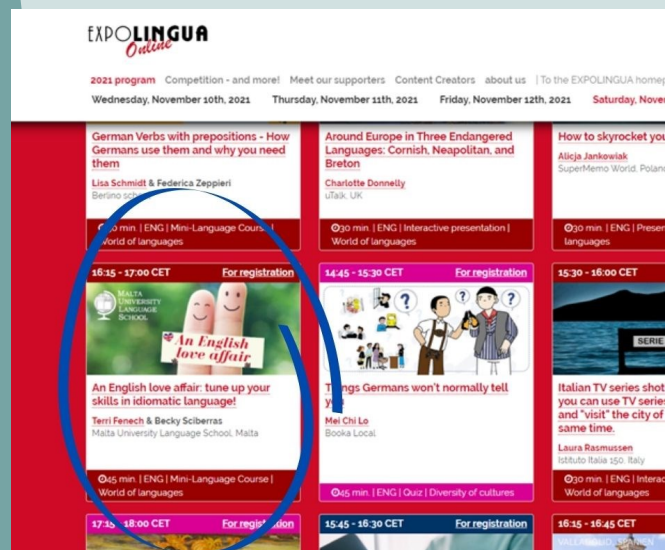 EXPOLINGUA
Online
2021 program Competition - and more! Meet our supporters Content Creators about us | To the EXPOLINGUA
Wednesday, November 10th, 2021 Thursday, November 11th, 2021 Friday, November 12th, 2021 Saturday,
German Verbs with prepositions - How
Germans use them and why you need
them
Lisa Schmidt & Federica Zeppieri
Berlino
min. | ENG | Mini-Language Course |
World of languages
Around Europe in Three Endangered
Languages: Cornish, Neapolitan, and
Breton
Charlotte Donnelly
uTalk, UK
30 min. | ENG | Interactive presentation |
World of languages
How to skyrocket
Alicja Jankowiak
SuperMemo World,
30 min. | ENG |
languages
16:15 - 17:00 CET For registration
MALTA
UNIVERSITY
LANGUAGE
SCHOOL
An English
love affair
An English love affair: tune up your
skills in idiomatic language!
Terri Fenech & Becky Sciberras
Malta University Language School, Malta
45 min. | ENG | Mini-Language Course |
World of languages
14:45 - 15:30 CET For registration
? ? ?
Things Germans won't normally tell
you
Mei Chi Lo
Booka Local
45 min. | ENG | Quiz | Diversity of cultures
15:30 - 16:00 CET
SERIE
Italian TV series
you can use TV
and "visit" the city of
same time.
Laura Rasmussen
Istituto Italia 150, Italy
30 min. | ENG |
World of languages
17:15 - 18:00 CET For registration
15:45 - 16:30 CET For registration
16:15 - 16:45 CET